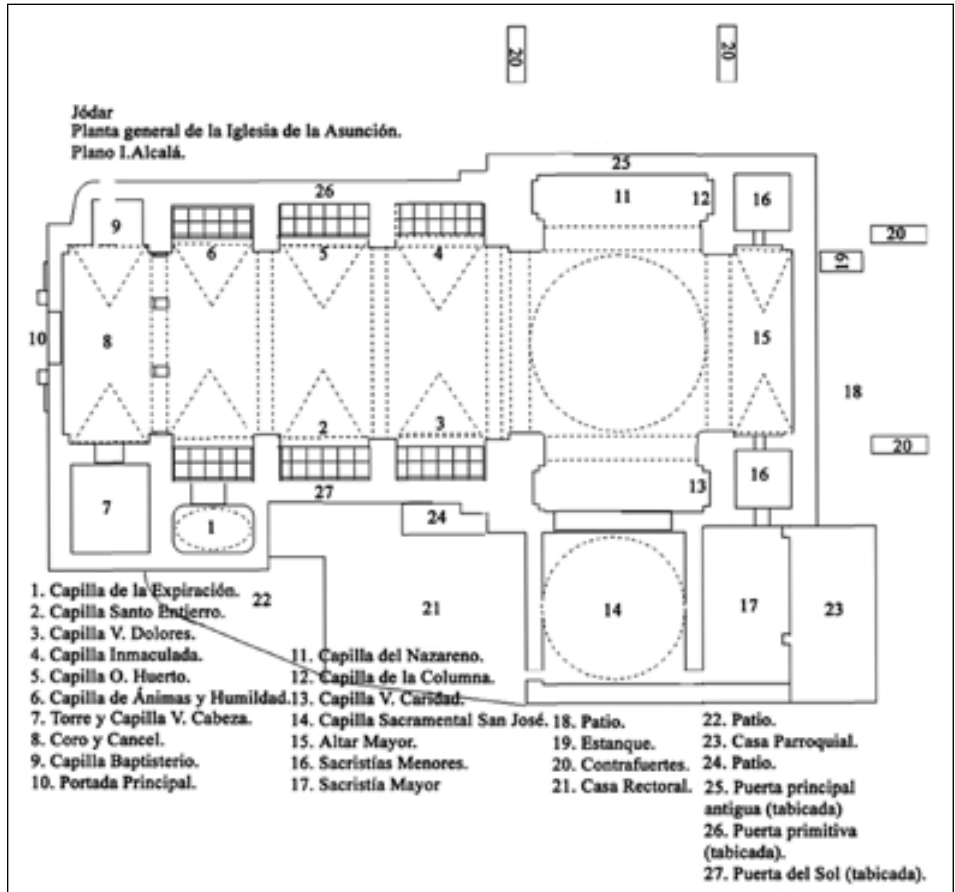 20
20
Jódar
Planta general de la Iglesia de la Asunción.
Plano I.Alcalá.
25
26
11
12
16
9
20
6
5
4
19
10
8
15
18
2
3
20
7
27
13
16
1
24
22
21
14
17
23
1. Capilla de la Expiración.
2. Capilla Santo Entierro.
3. Capilla V. Dolores.
4. Capilla Inmaculada.
5. Capilla O. Huerto.
6. Capilla de Ánimas y Humildad.
7. Torre y Capilla V. Cabeza.
8. Coro y Cancel.
9. Capilla Baptisterio.
10. Portada Principal.
11. Capilla del Nazareno.
12. Capilla de la Columna.
13. Capilla V. Caridad.
14. Capilla Sacramental San José.
15. Altar Mayor.
16. Sacristías Menores.
17. Sacristía Mayor
18. Patio.
19. Estanque.
20. Contrafuertes.
21. Casa Rectoral.
22. Patio.
23. Casa Parroquial.
24. Patio.
25. Puerta principal
antigua (tabicada)
26. Puerta primitiva
(tabicada).
27. Puerta del Sol (tabicada).